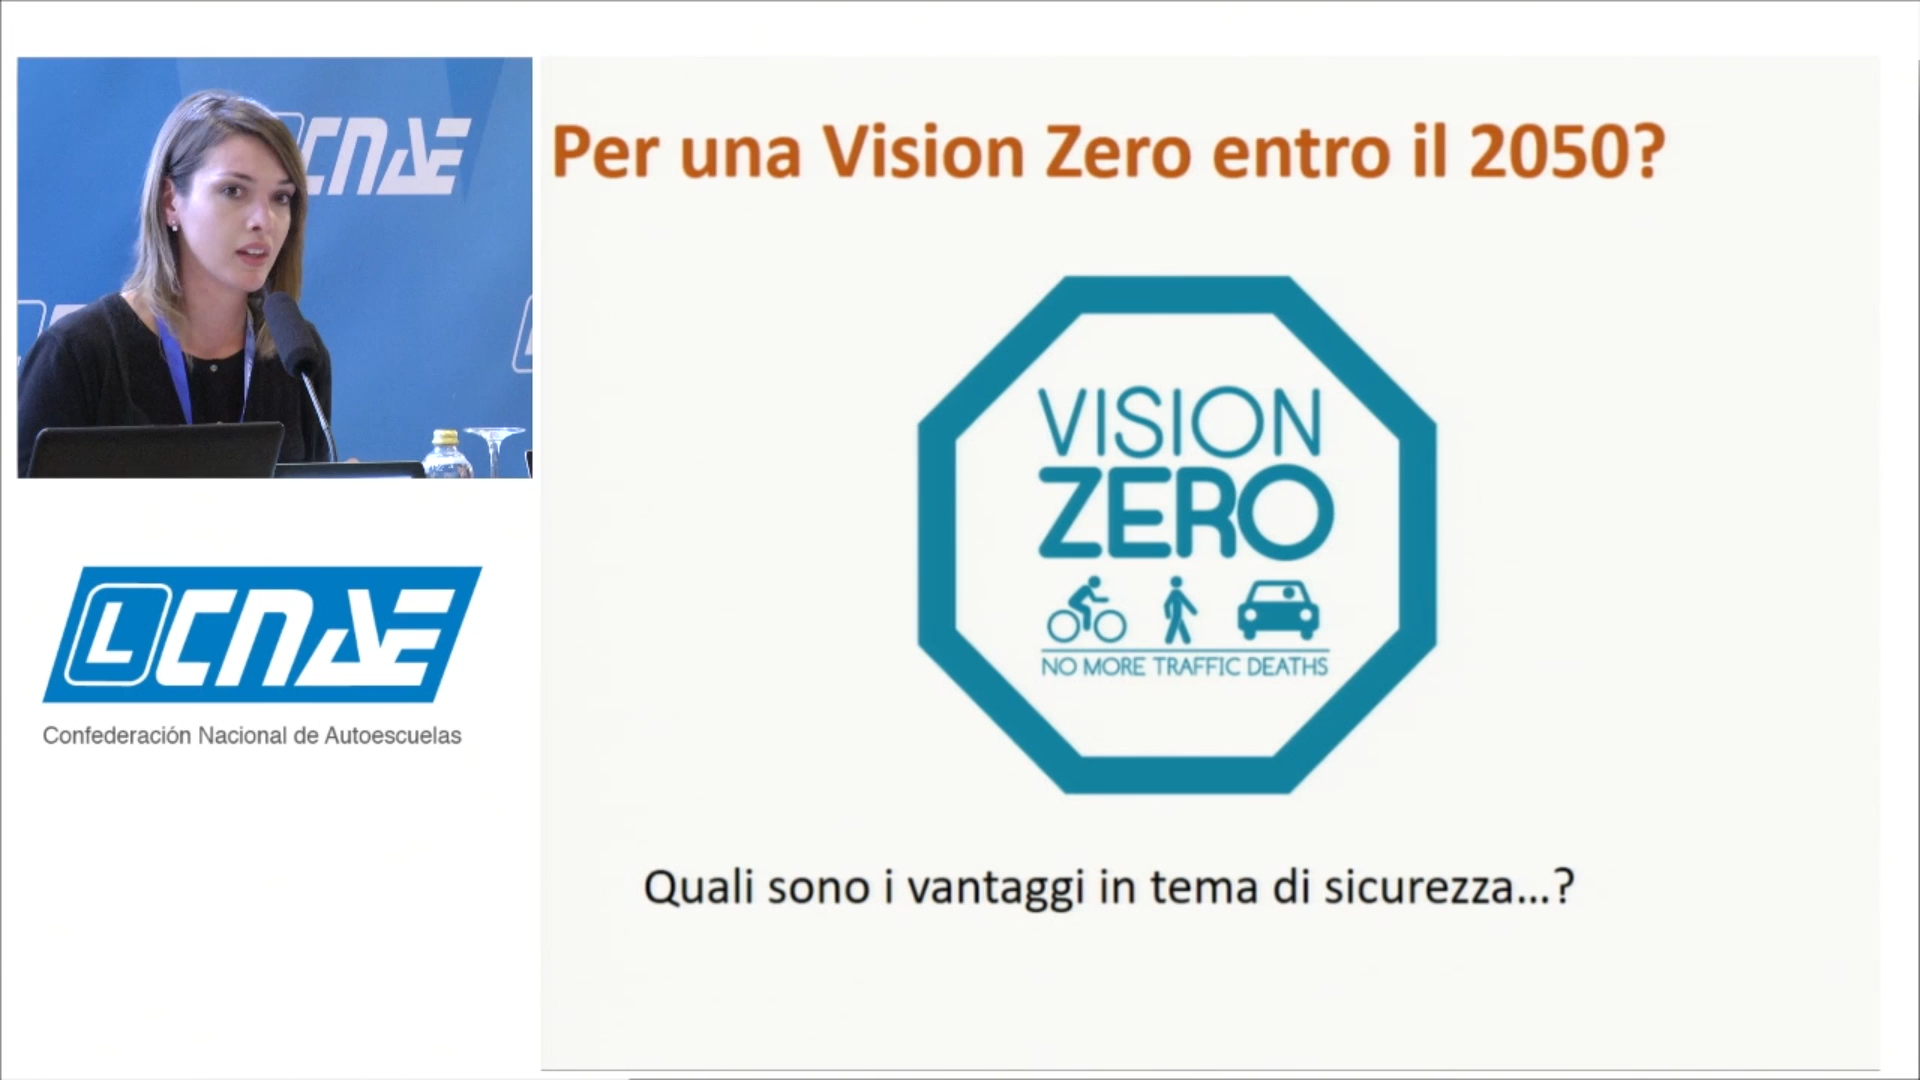 CNAE
Per una Vision Zero entro il 2050?
VISION
ZERO
NO MORE TRAFFIC DEATHS
L CNAE
Confederación Nacional de Autoescuelas
Quali sono i vantaggi in tema di sicurezza...?